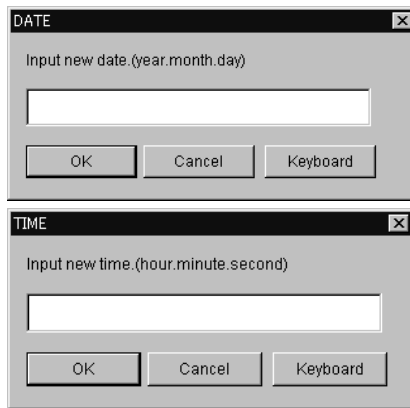 DATE
Input new date.(year.month.day)
OK Cancel Keyboard
TIME
Input new time.(hour.minute.second)
OK Cancel Keyboard